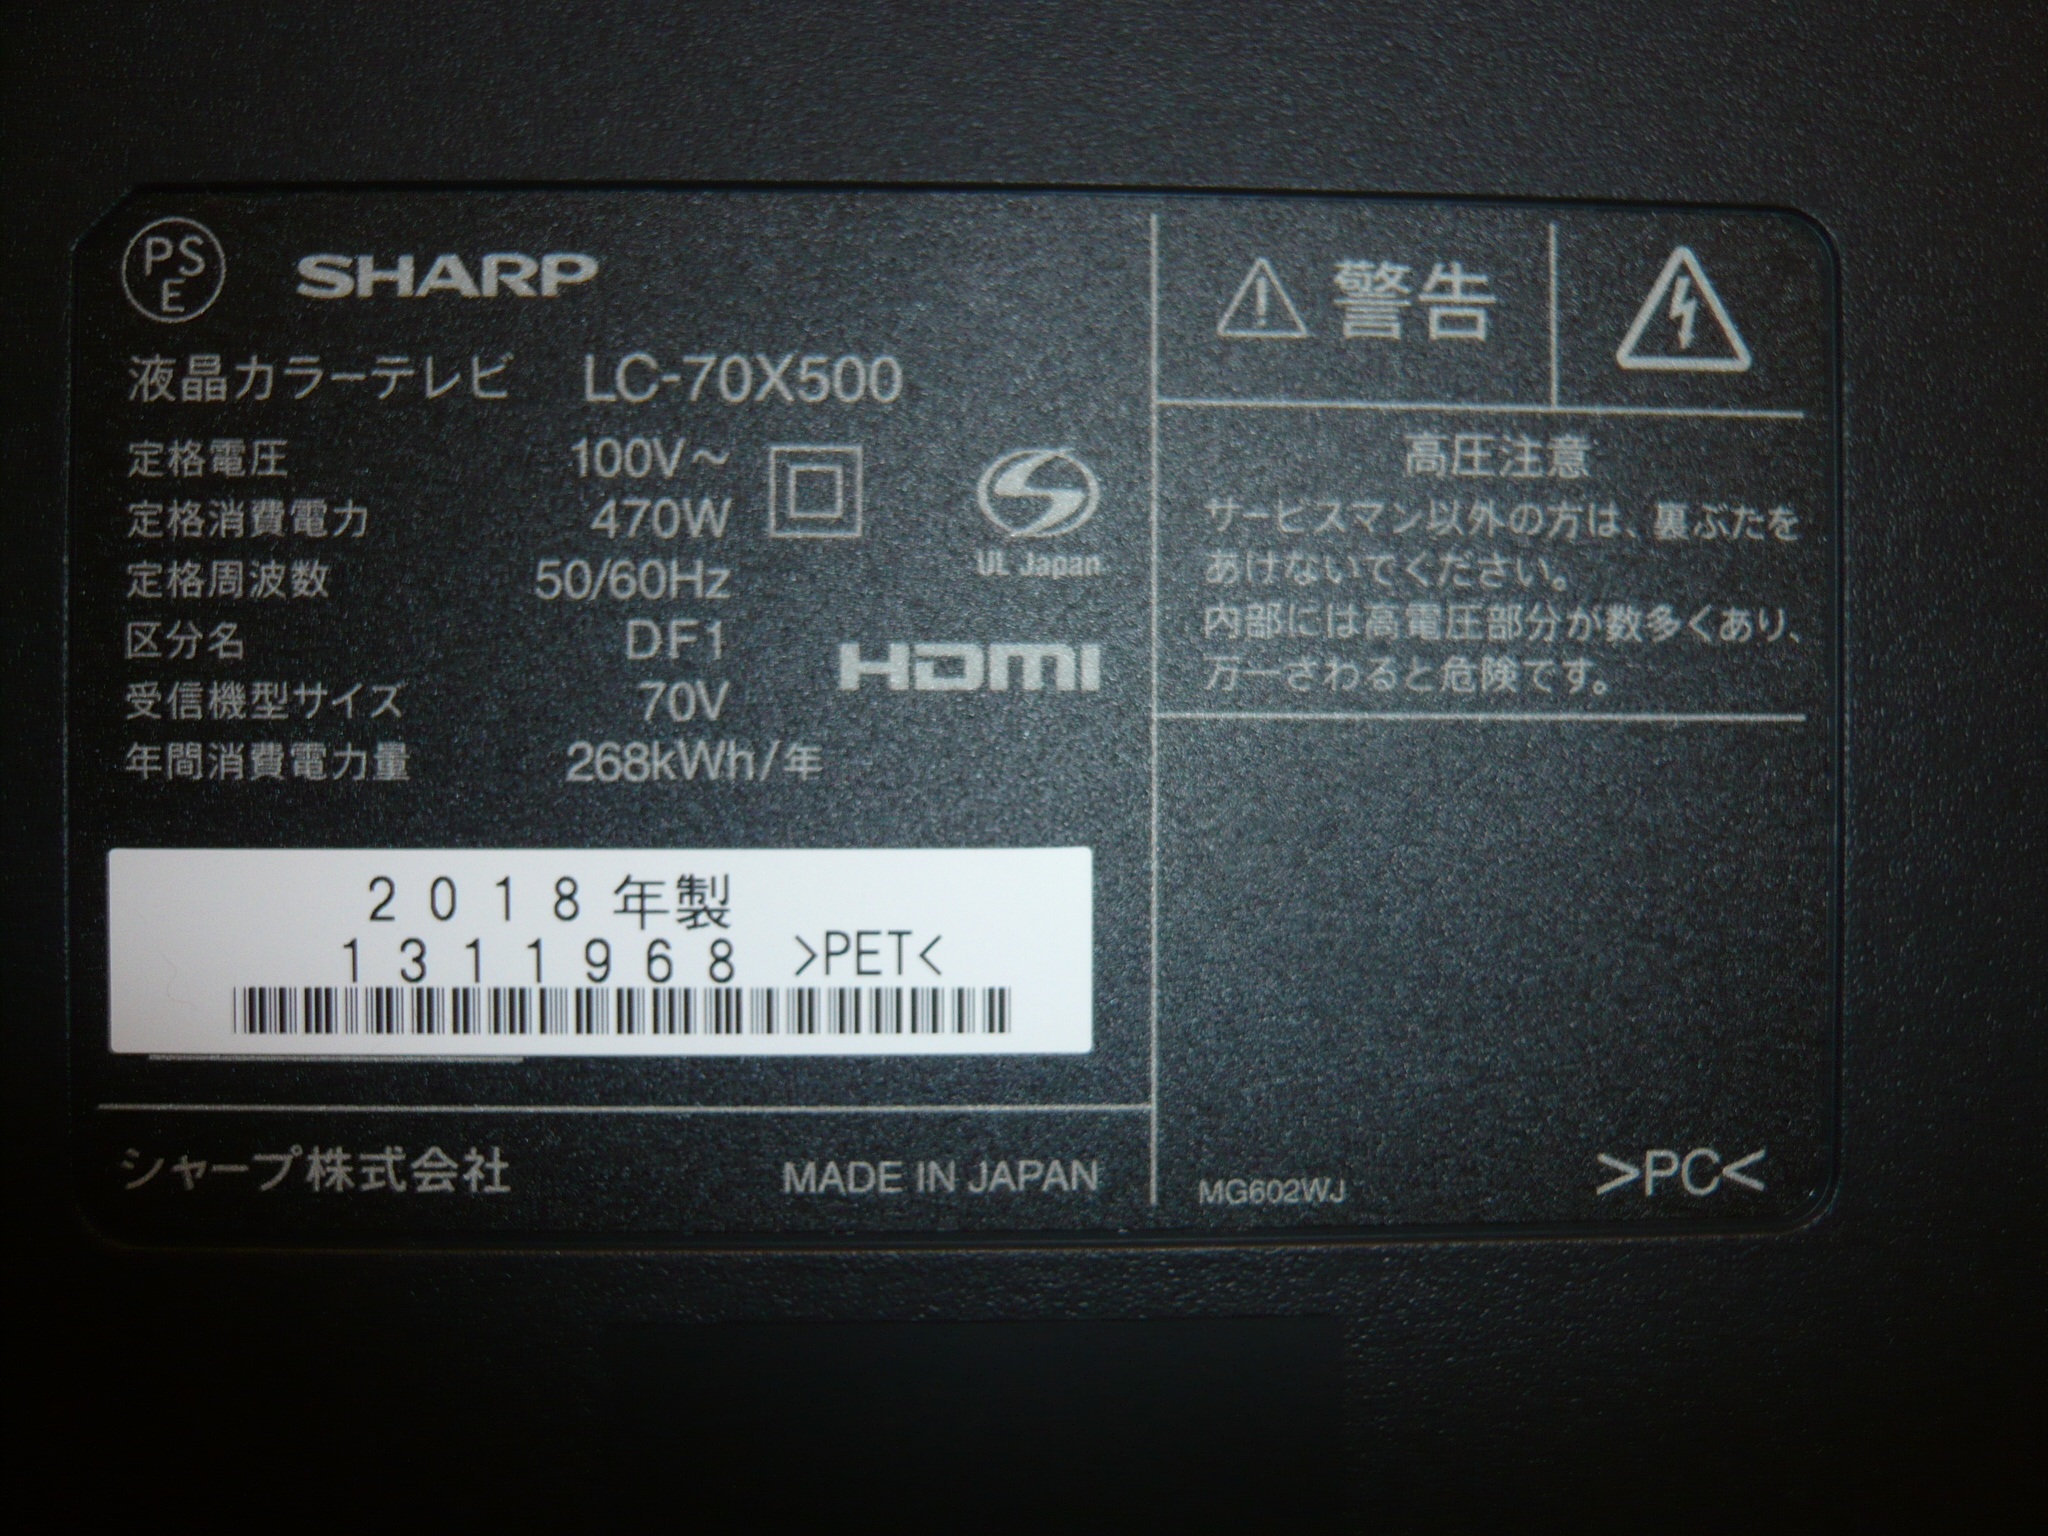 PSE
SHARP
液晶カラーテレビ LC-70X500
定格電圧 100V～
定格消費電力 470W
定格周波数 50/60Hz
区分名 DF1
受信機型サイズ 70V
年間消費電力量 268kWh/年
UL Japan
HDMI
2018年製
1311968 >PET<
シャープ株式会社 MADE IN JAPAN
警告
高圧注意
サービスマン以外の方は、裏ぶたを
あけないでください。
内部には高電圧部分が数多くあり、
万一さわると危険です。
MG602WJ >PC<